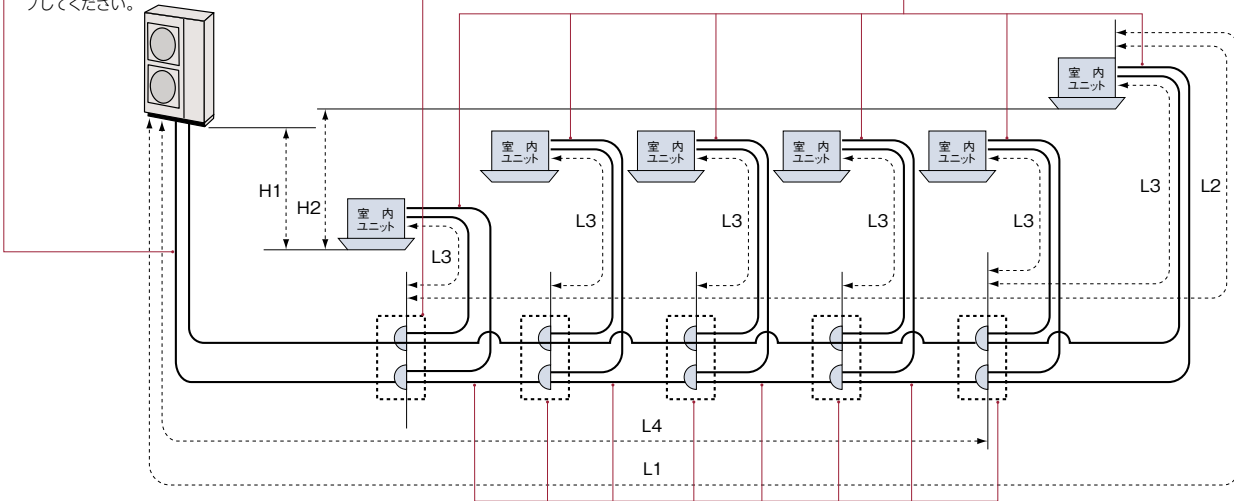 プしてください。
室 内
ユニット
室 内
ユニット
室 内
ユニット
室 内
ユニット
室 内
ユニット
室 内
ユニット
H1
H2
L3
L3
L3
L3
L3
L3
L2
L4
L1